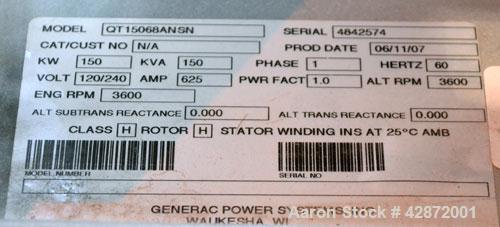 MODEL QT15068ANSN SERIAL 4842574
CAT/CUST NO N/A PROD DATE 06/11/07
KW 150 KVA 150 PHASE 1 HERTZ 60
VOLT 120/240 AMP 625 PWR FACT 1.0 ALT RPM 3600
ENG RPM 3600
ALT SUBTRANS REACTANCE 0.000 ALT TRANS REACTANCE 0.000
CLASS H ROTOR H STATOR WINDING INS AT 25°C AMB
MODEL NUMBER SERIAL NO
GENERAC POWER SYSTEMS
WAUKESHA, WI
Aaron Stock # 42872001